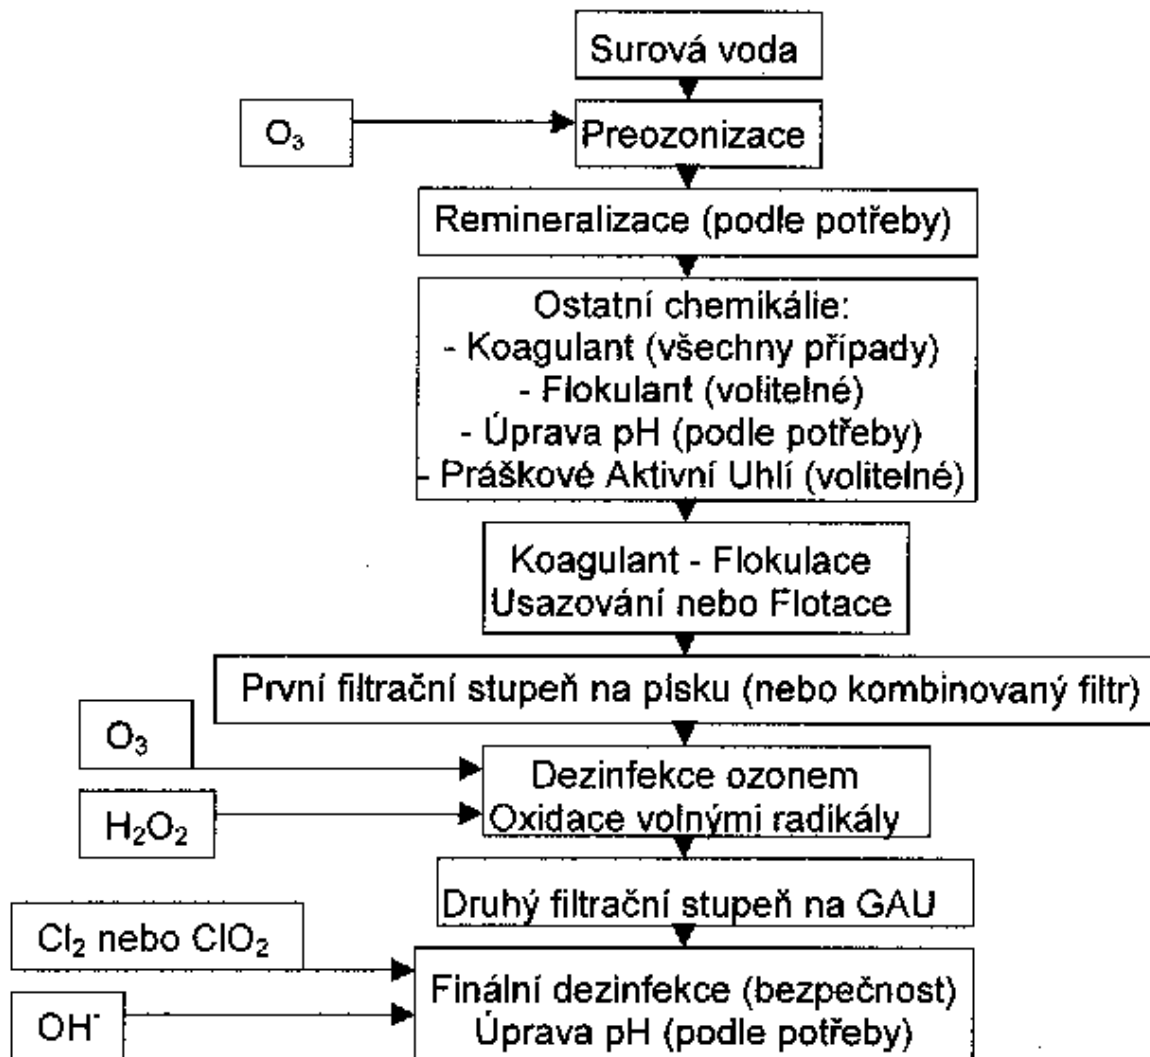 Surová voda
O₃
Preozonizace
Remineralizace (podle potřeby)
Ostatní chemikálie:
- Koagulant (všechny případy)
- Flokulant (volitelné)
- Úprava pH (podle potřeby)
- Práškové Aktivní Uhlí (volitelné)
Koagulant - Flokulace
Usazování nebo Flotace
První filtrační stupeň na písku (nebo kombinovaný filtr)
O₃
H₂O₂
Dezinfekce ozonem
Oxidace volnými radikály
Druhý filtrační stupeň na GAU
Cl₂ nebo ClO₂
OH⁻
Finální dezinfekce (bezpečnost)
Úprava pH (podle potřeby)